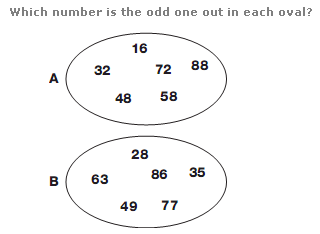 Which number is the odd one out in each oval?
16
A 32 72 88
48 58
28
B 63 86 35
49 77